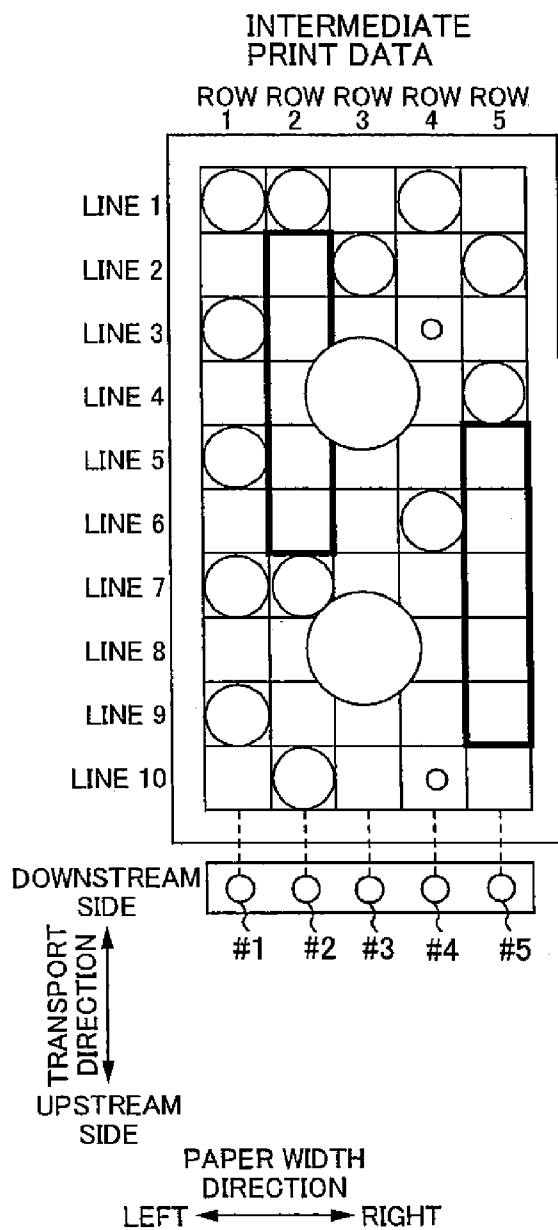 INTERMEDIATE
PRINT DATA
ROW ROW ROW ROW ROW
1 2 3 4 5
LINE 1
LINE 2
LINE 3
LINE 4
LINE 5
LINE 6
LINE 7
LINE 8
LINE 9
LINE 10
DOWNSTREAM
SIDE
#1 #2 #3 #4 #5
TRANSPORT
DIRECTION
UPSTREAM
SIDE
PAPER WIDTH
DIRECTION
LEFT RIGHT